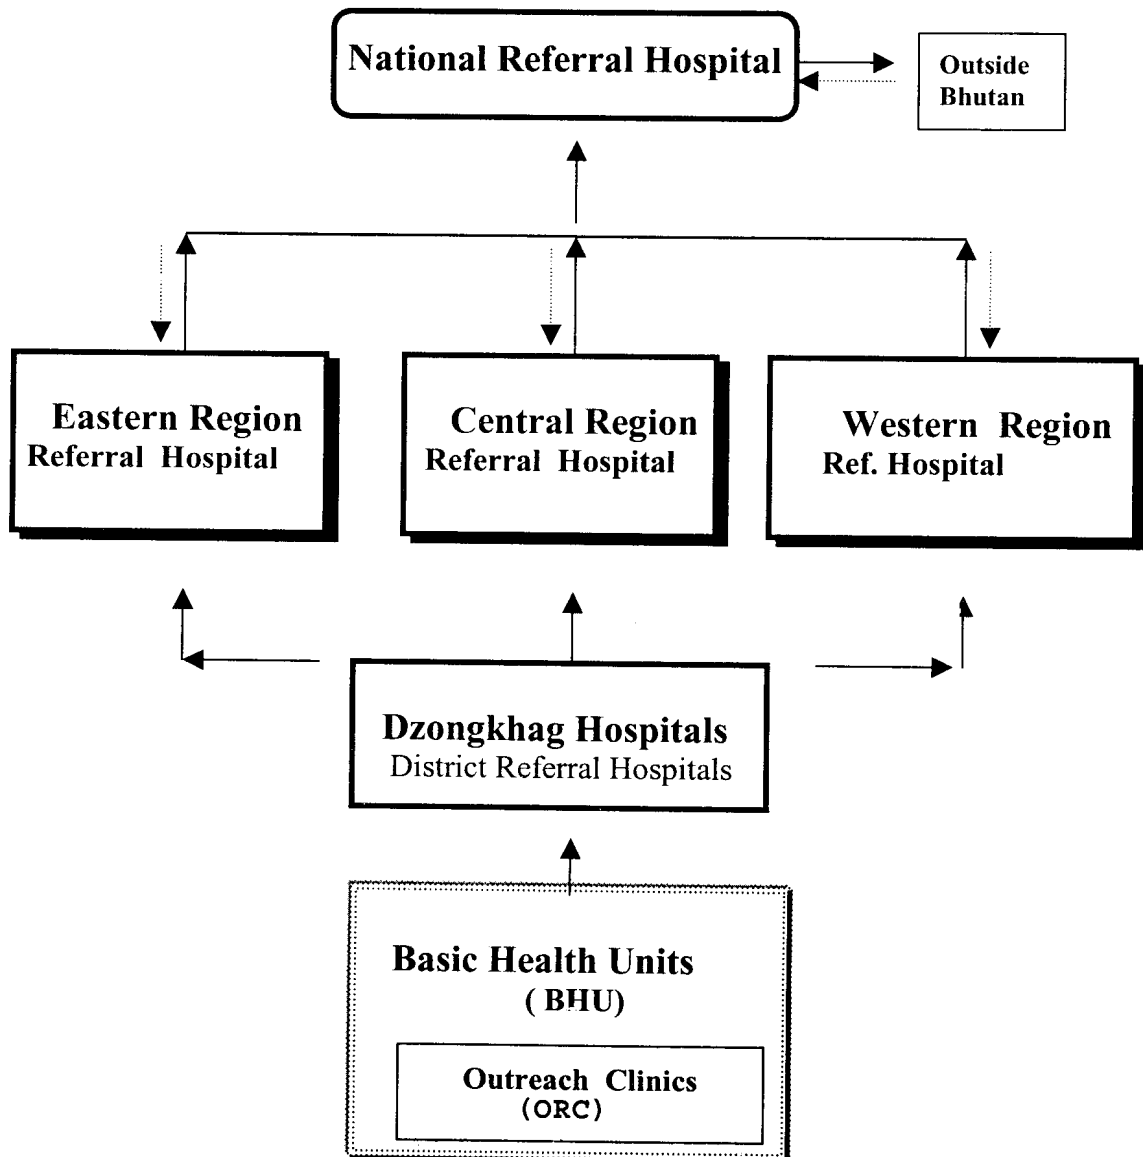 National Referral Hospital
Outside
Bhutan
Eastern Region
Referral Hospital
Central Region
Referral Hospital
Western Region
Ref. Hospital
Dzongkhag Hospitals
District Referral Hospitals
Basic Health Units
( BHU)
Outreach Clinics
(ORC)